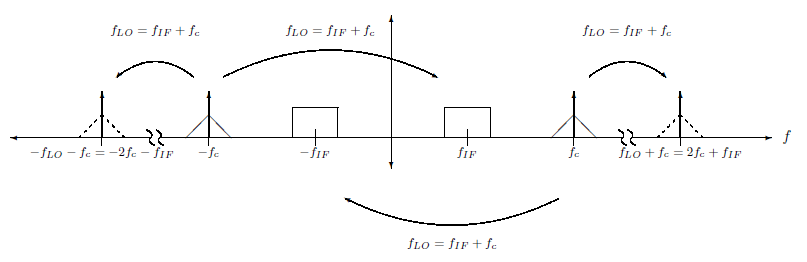 f_{LO} = f_{IF} + f_c
f_{LO} = f_{IF} + f_c
f_{LO} = f_{IF} + f_c
f
-f_{LO} - f_c = -2f_c - f_{IF}
-f_c
-f_{IF}
f_{IF}
f_c
f_{LO} + f_c = 2f_c + f_{IF}
f_{LO} = f_{IF} + f_c